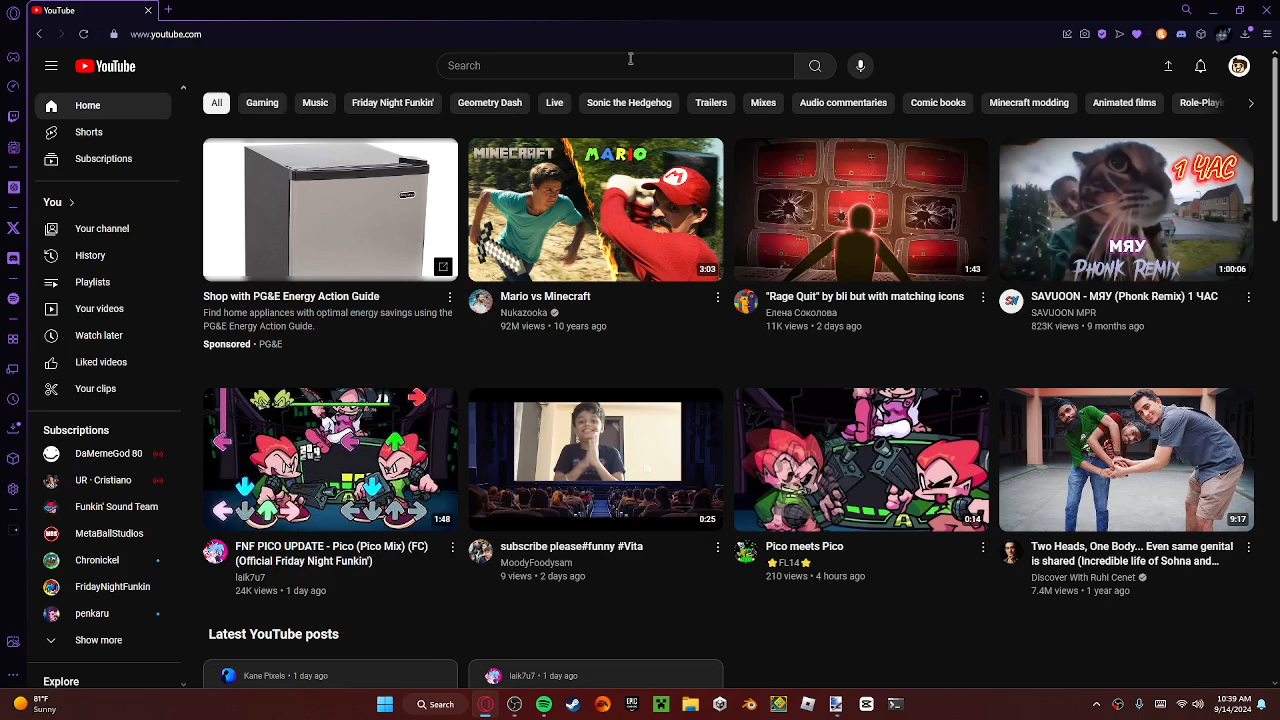 YouTube
www.youtube.com
YouTube
Search
Home
Shorts
Subscriptions
You
Your channel
History
Playlists
Your videos
Watch later
Liked videos
Your clips
Subscriptions
DaMemeGod 80
UR · Cristiano
Funkin' Sound Team
MetaBallStudios
Chronickel
FridayNightFunkin
penkaru
Show more
Explore
All
Gaming
Music
Friday Night Funkin'
Geometry Dash
Live
Sonic the Hedgehog
Trailers
Mixes
Audio commentaries
Comic books
Minecraft modding
Animated films
Role-Playi
Shop with PG&E Energy Action Guide
Find home appliances with optimal energy savings using the
PG&E Energy Action Guide.
Sponsored · PG&E
MINECRAFT MARIO
3:03
Mario vs Minecraft
Nukazooka
92M views · 10 years ago
1:43
"Rage Quit" by bli but with matching icons
Елена Соколова
11K views · 2 days ago
1 ЧАС
МЯУ
PHONK REMIX
1:00:06
SAVUOON - МЯУ (Phonk Remix) 1 ЧАС
SAVUOON MPR
823K views · 9 months ago
1:48
FNF PICO UPDATE - Pico (Pico Mix) (FC)
(Official Friday Night Funkin')
laik7u7
24K views · 1 day ago
0:25
subscribe please#funny #Vita
MoodyFoodysam
9 views · 2 days ago
0:14
Pico meets Pico
⭐FL14⭐
210 views · 4 hours ago
9:17
Two Heads, One Body... Even same genital
is shared (Incredible life of Sohna and...
Discover With Ruhi Cenet
7.4M views · 1 year ago
Latest YouTube posts
Kane Pixels · 1 day ago
laik7u7 · 1 day ago
81°F
Sunny
Search
10:39 AM
9/14/2024